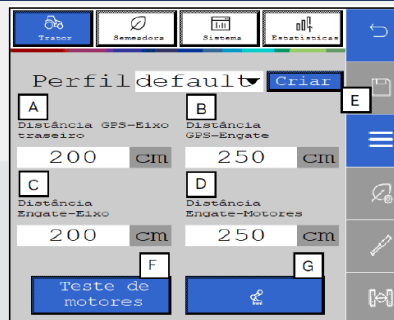 Trator Semeadora Sistema Estatísticas
Perfil default Criar
E
A B
Distância GPS-Eixo traseiro
200 cm
Distância GPS-Engate
250 cm
C D
Distância Engate-Eixo
200 cm
Distância Engate-Motores
250 cm
F G
Teste de
motores